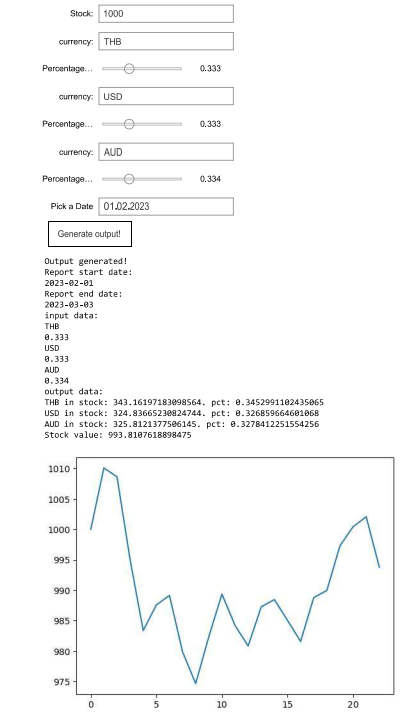 Stock: 1000
currency: THB
Percentage... 0.333
currency: USD
Percentage... 0.333
currency: AUD
Percentage... 0.334
Pick a Date 01.02.2023
Generate output!
Output generated!
Report start date:
2023-02-01
Report end date:
2023-03-03
input data:
THB
0.333
USD
0.333
AUD
0.334
output data:
THB in stock: 343.16197183098564. pct: 0.3452991102435065
USD in stock: 324.83665230824744. pct: 0.326859664601068
AUD in stock: 325.8121377506145. pct: 0.3278412251554256
Stock value: 993.8107618898475
1010
1005
1000
995
990
985
980
975
0 5 10 15 20